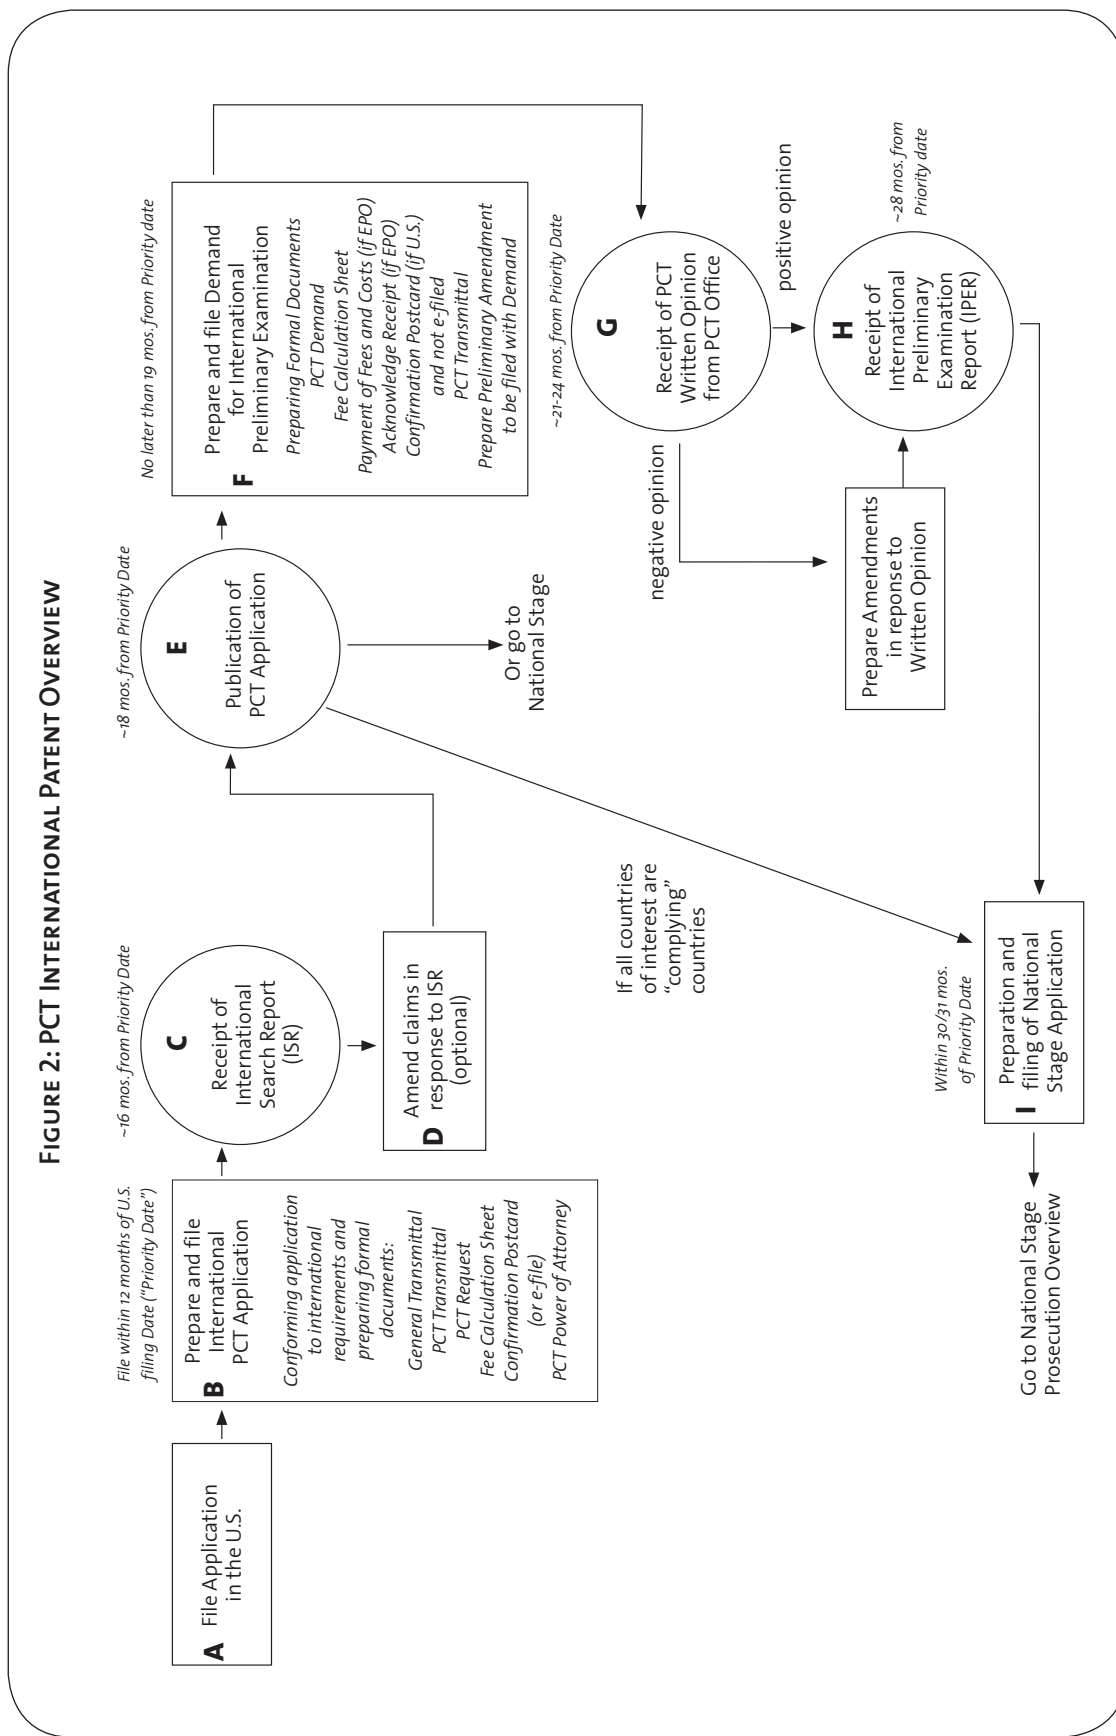 FIGURE 2: PCT INTERNATIONAL PATENT OVERVIEW
A
File Application
in the U.S.
File within 12 months of U.S.
filing Date (“Priority Date”)
B
Prepare and file
International
PCT Application
Conforming application
to international
requirements and
preparing formal
documents:
General Transmittal
PCT Transmittal
PCT Request
Fee Calculation Sheet
Confirmation Postcard
(or e-file)
PCT Power of Attorney
~16 mos. from Priority Date
C
Receipt of
International
Search Report
(ISR)
D
Amend claims in
response to ISR
(optional)
~18 mos. from Priority Date
E
Publication of
PCT Application
Or go to
National Stage
If all countries
of interest are
“complying”
countries
No later than 19 mos. from Priority date
F
Prepare and file Demand
for International
Preliminary Examination
Preparing Formal Documents
PCT Demand
Fee Calculation Sheet
Payment of Fees and Costs (if EPO)
Acknowledge Receipt (if EPO)
Confirmation Postcard (if U.S.)
and not e-filed
PCT Transmittal
Prepare Preliminary Amendment
to be filed with Demand
~21-24 mos. from Priority Date
G
Receipt of PCT
Written Opinion
from PCT Office
negative opinion
positive opinion
Prepare Amendments
in reponse to
Written Opinion
~28 mos. from
Priority date
H
Receipt of
International
Preliminary
Examination
Report (IPER)
Within 30/31 mos.
of Priority Date
I
Preparation and
filing of National
Stage Application
Go to National Stage
Prosecution Overview